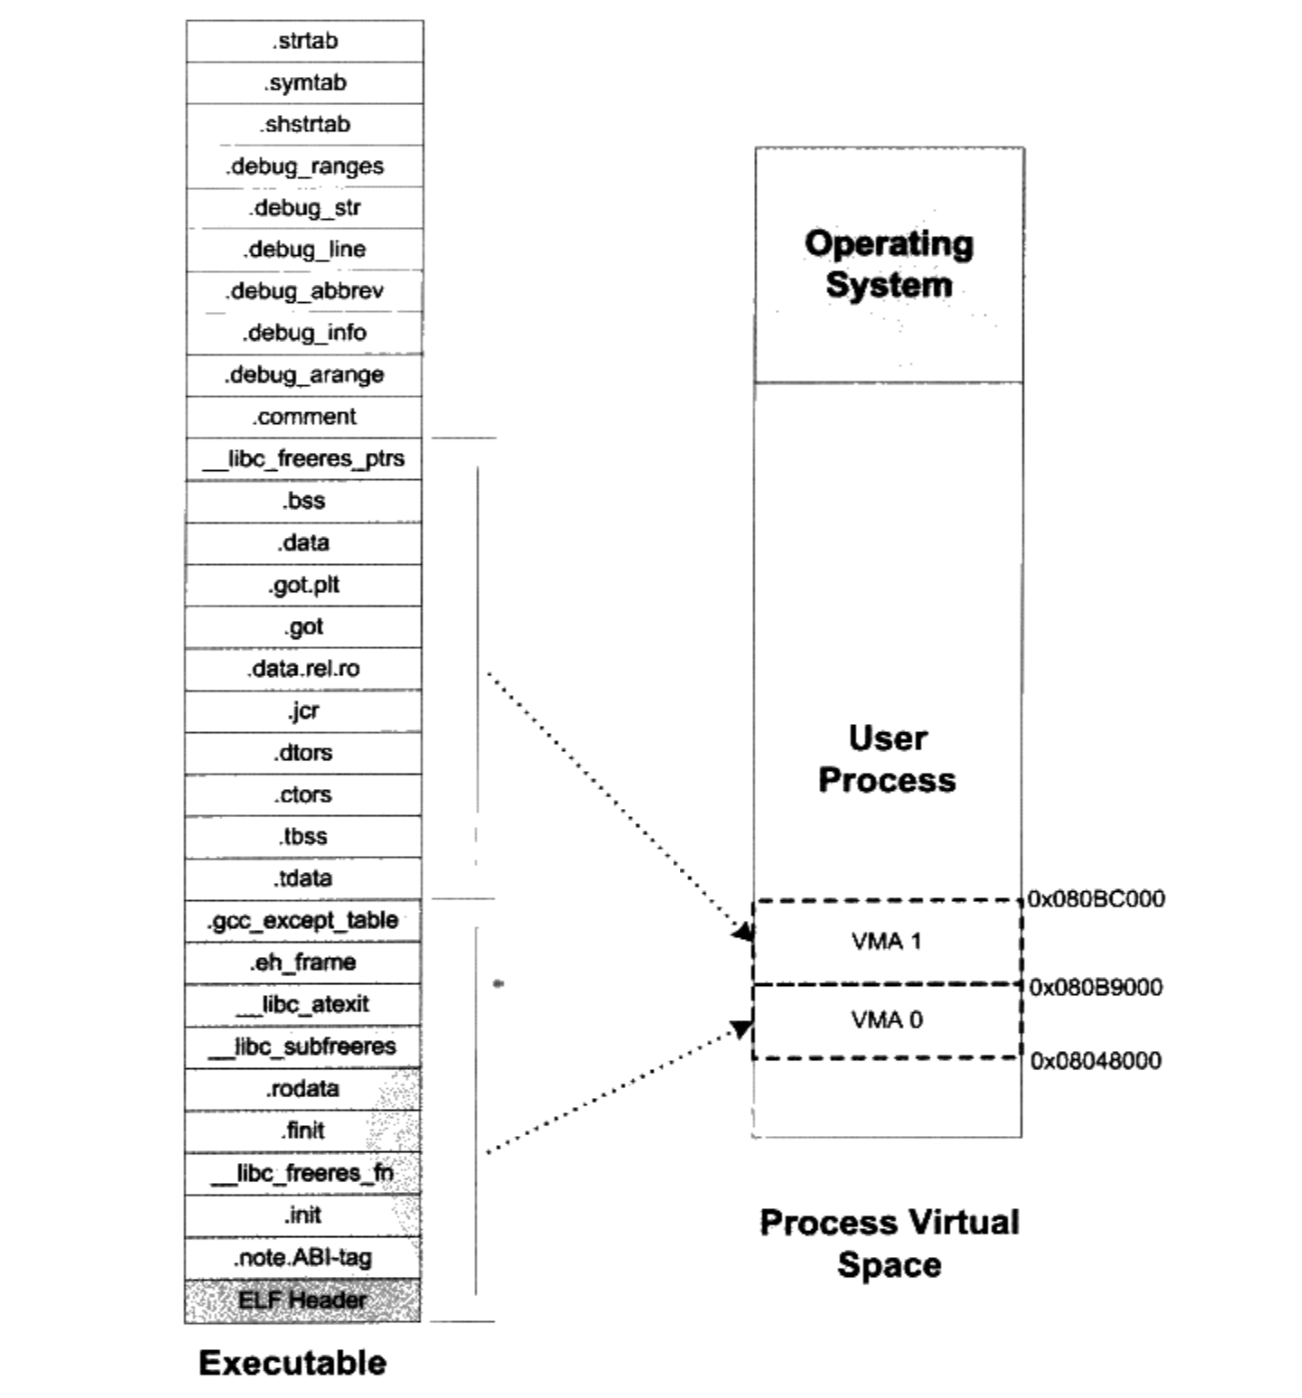 .strtab
.symtab
.shstrtab
.debug_ranges
.debug_str
.debug_line
.debug_abbrev
.debug_info
.debug_arange
.comment
__libc_freeres_ptrs
.bss
.data
.got.plt
.got
.data.rel.ro
.jcr
.dtors
.ctors
.tbss
.tdata
.gcc_except_table
.eh_frame
__libc_atexit
__libc_subfreeres
.rodata
.finit
__libc_freeres_fn
.init
.note.ABI-tag
ELF Header
Executable
Operating
System
User
Process
0x080BC000
VMA 1
0x080B9000
VMA 0
0x08048000
Process Virtual
Space